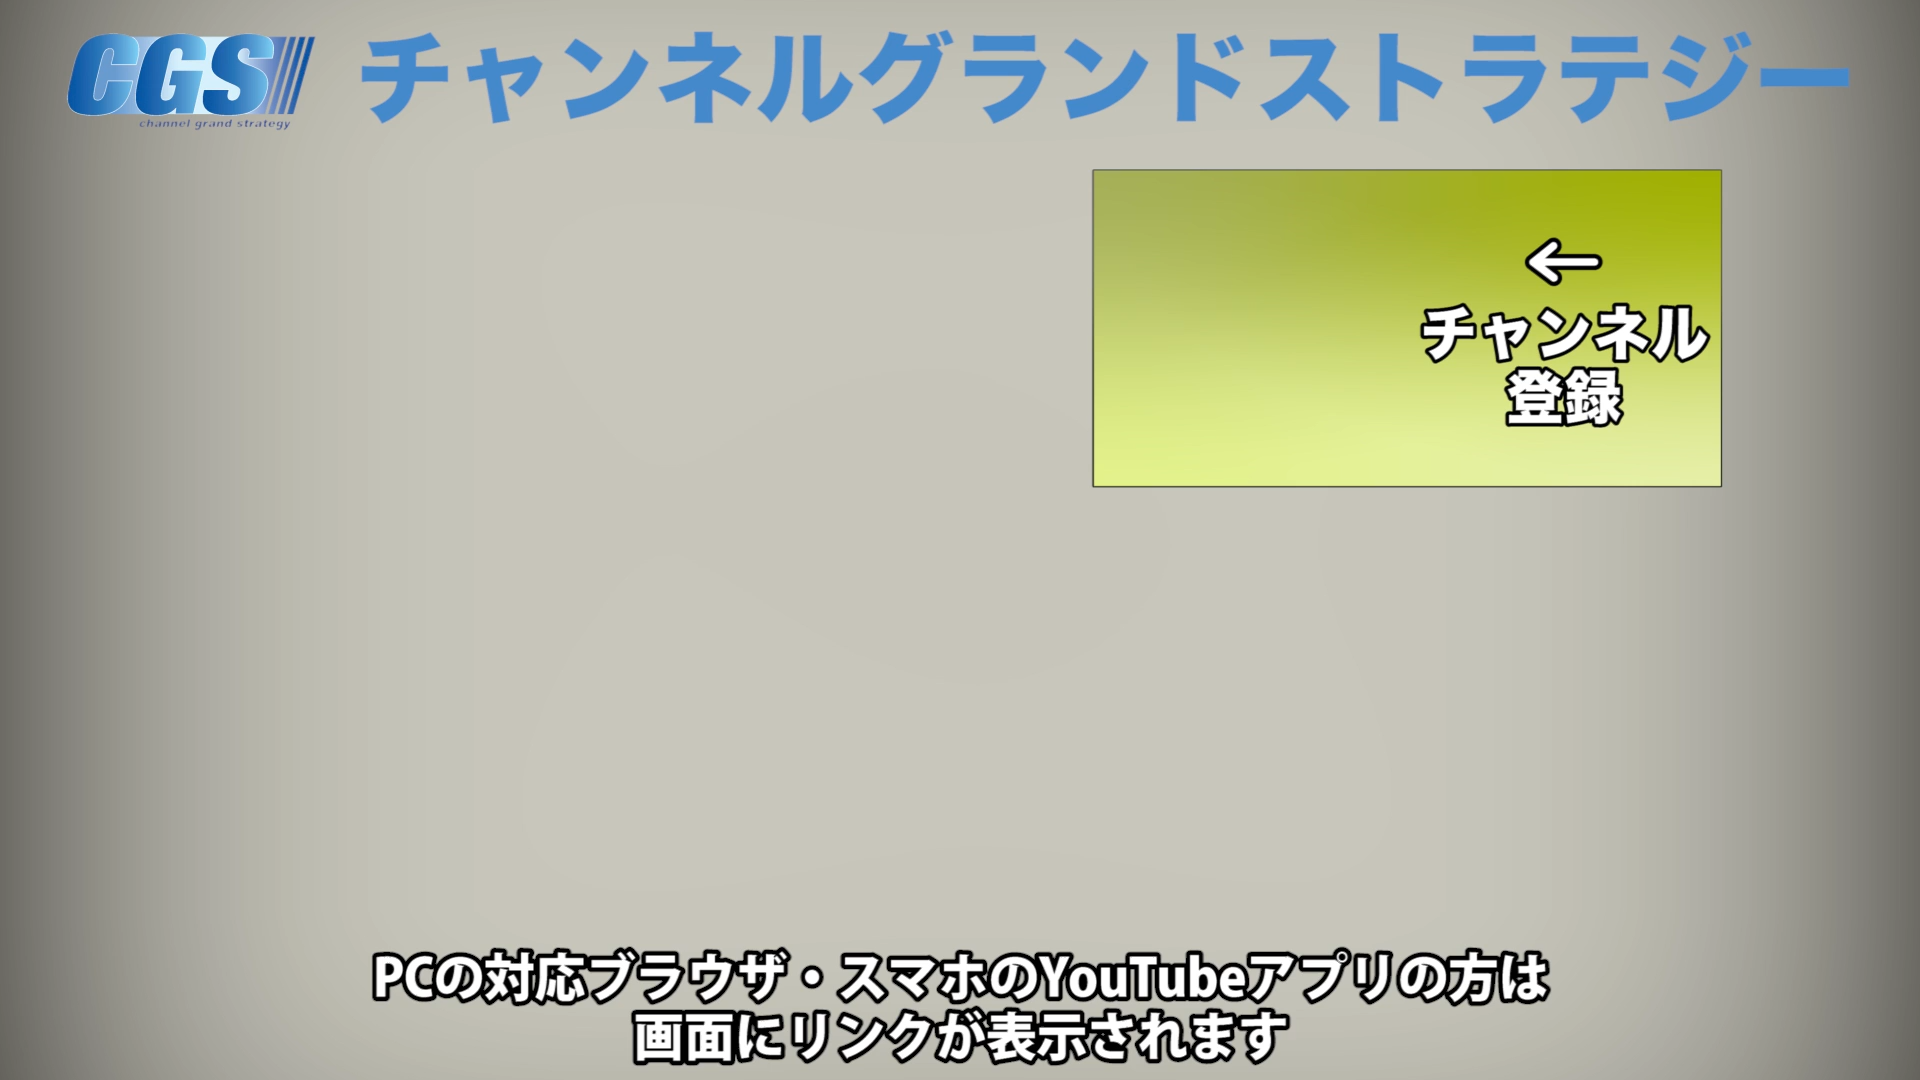 CGS
channel grand strategy
チャンネルグランドストラテジー
←
チャンネル
登録
PCの対応ブラウザ・スマホのYouTubeアプリの方は
画面にリンクが表示されます